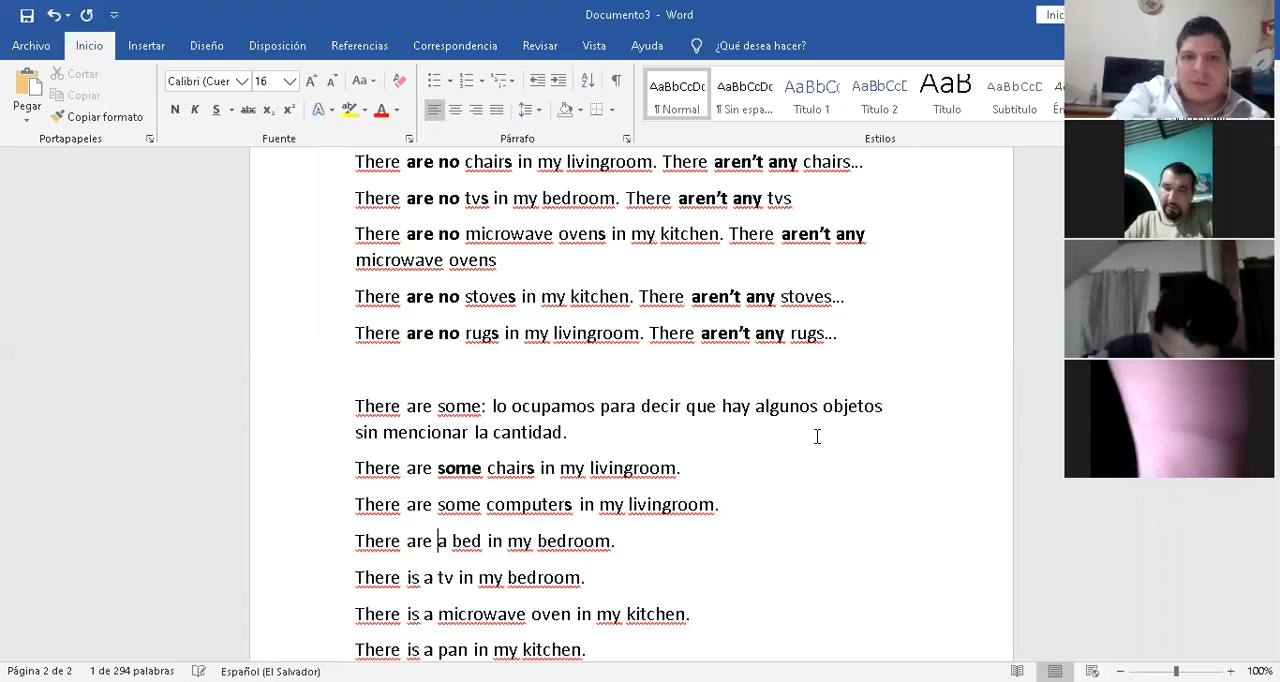 Documento3 - Word
Inic
Archivo Inicio Insertar Diseño Disposición Referencias Correspondencia Revisar Vista Ayuda ¿Qué desea hacer?
Pegar
Cortar
Copiar
Copiar formato
Portapapeles
Calibri (Cuer 16
N K S abc x₂ x²
Fuente
Párrafo
AaBbCcDc AaBbCcDc AaBbC AaBbCcD AaB AaBbCcD
¶ Normal ¶ Sin espa... Título 1 Título 2 Título Subtítulo
Estilos
There are no chairs in my livingroom. There aren’t any chairs...
There are no tvs in my bedroom. There aren’t any tvs
There are no microwave ovens in my kitchen. There aren’t any
microwave ovens
There are no stoves in my kitchen. There aren’t any stoves...
There are no rugs in my livingroom. There aren’t any rugs...
There are some: lo ocupamos para decir que hay algunos objetos
sin mencionar la cantidad.
There are some chairs in my livingroom.
There are some computers in my livingroom.
There are a bed in my bedroom.
There is a tv in my bedroom.
There is a microwave oven in my kitchen.
There is a pan in my kitchen.
Página 2 de 2 1 de 294 palabras Español (El Salvador) 100%